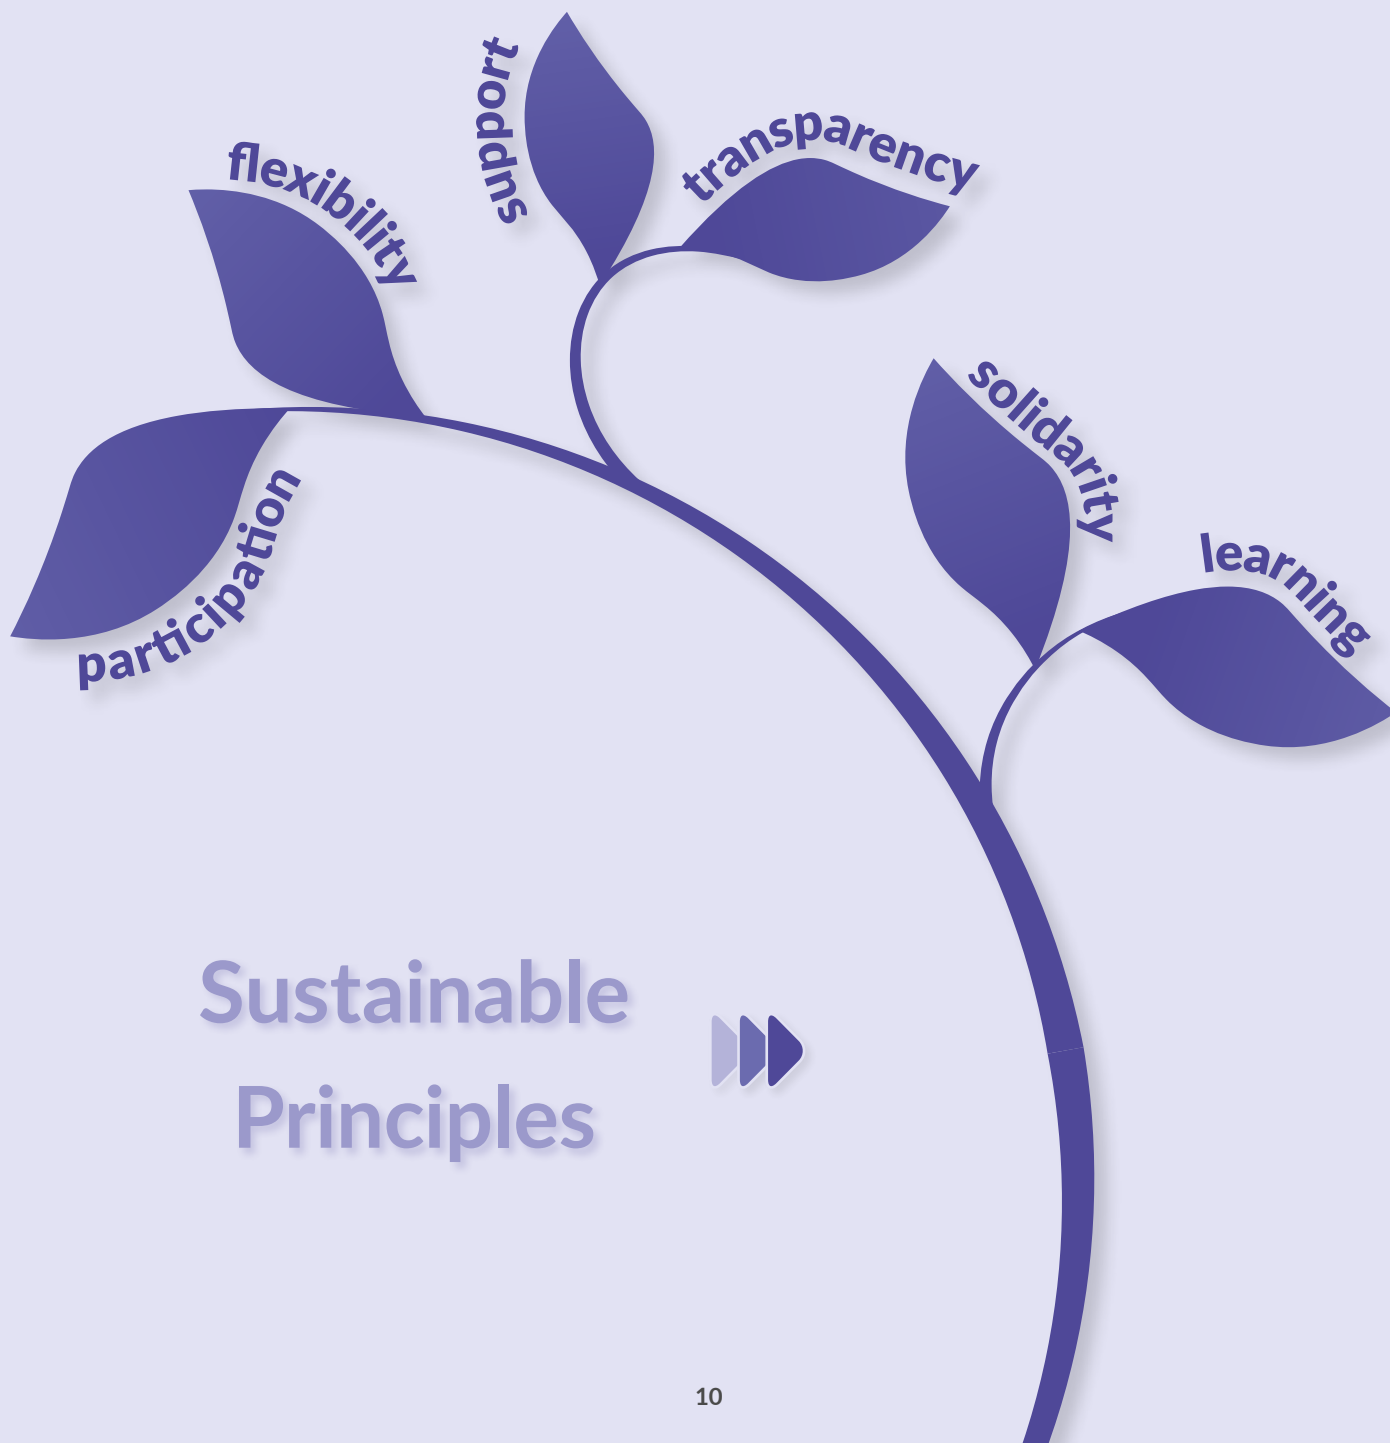 support
transparency
flexibility
solidarity
participation
learning
Sustainable
Principles
10